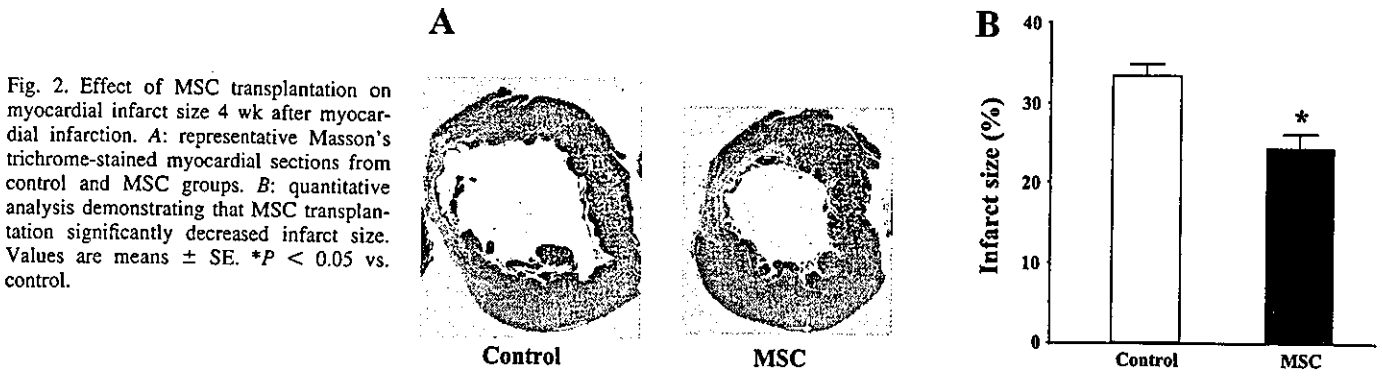 Fig. 2. Effect of MSC transplantation on
myocardial infarct size 4 wk after myocar-
dial infarction. A: representative Masson's
trichrome-stained myocardial sections from
control and MSC groups. B: quantitative
analysis demonstrating that MSC transplan-
tation significantly decreased infarct size.
Values are means ± SE. *P < 0.05 vs.
control.
A
Control
MSC
B
Infarct size (%)
40
30
20
10
0
*
Control
MSC